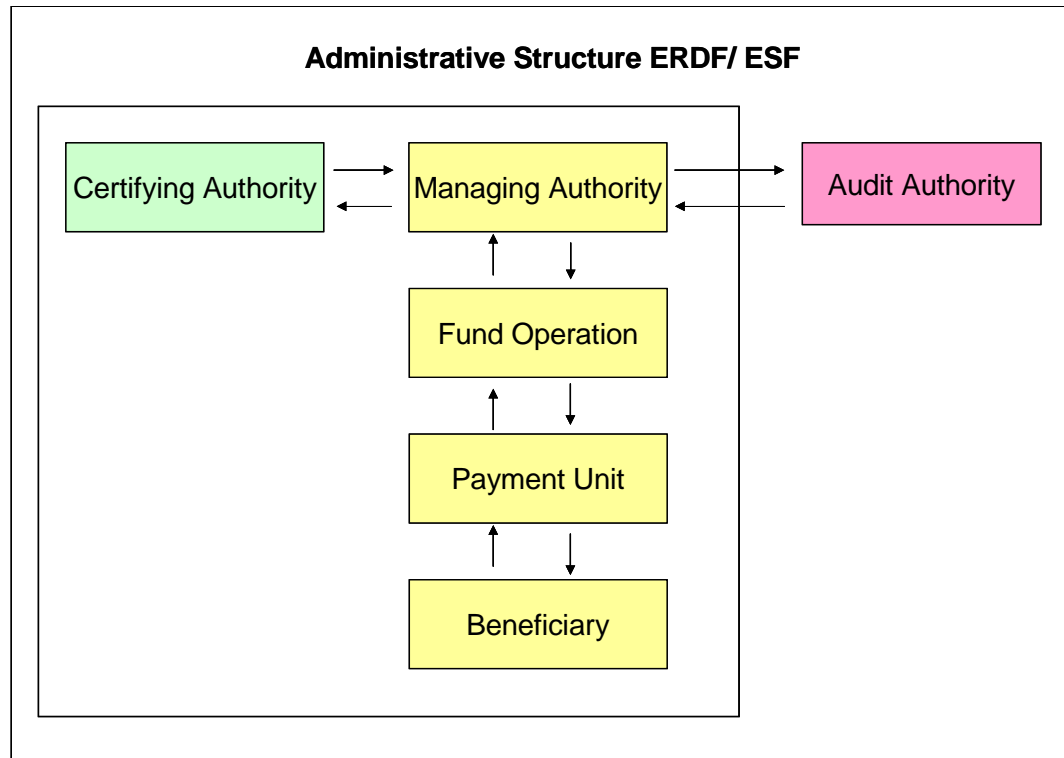 Administrative Structure ERDF/ ESF
Certifying Authority
Managing Authority
Audit Authority
Fund Operation
Payment Unit
Beneficiary